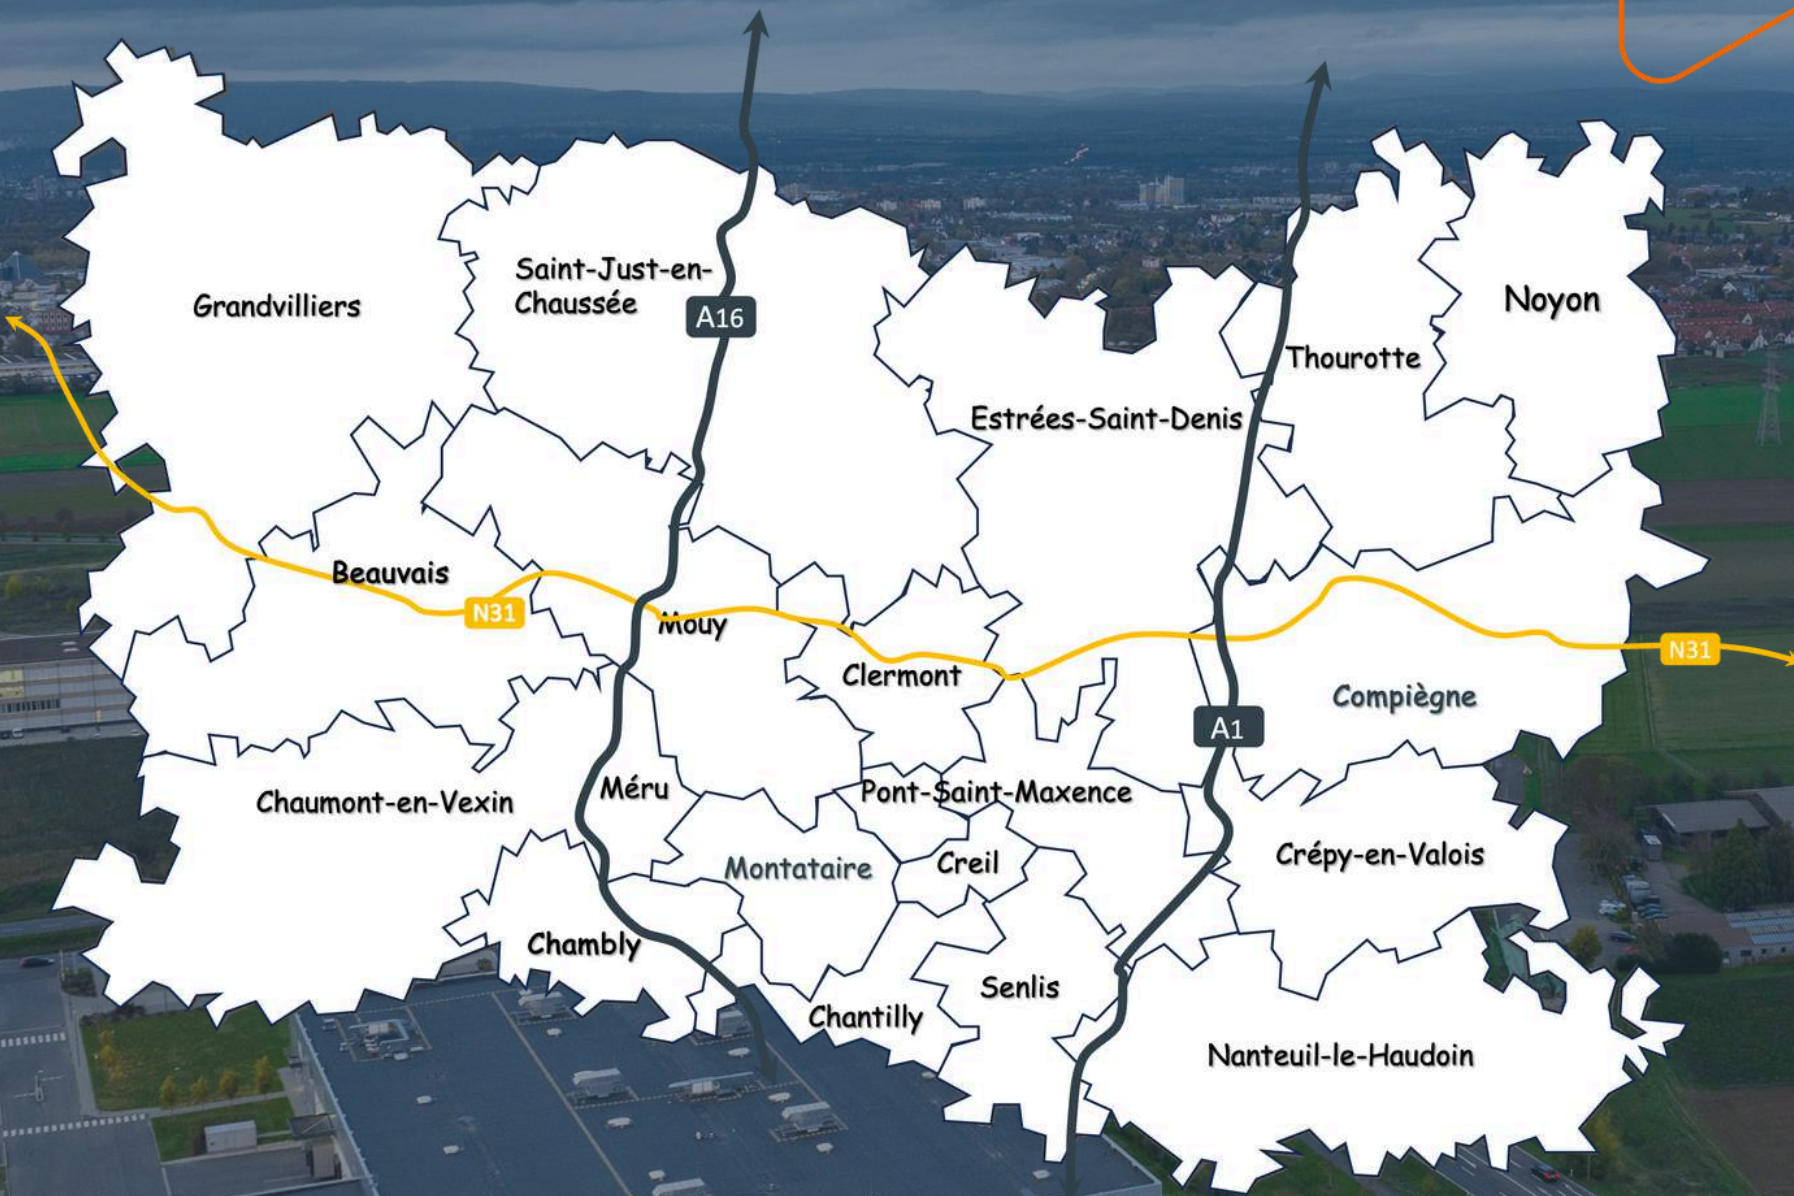 Grandvilliers
Saint-Just-en-
Chaussée
A16
Noyon
Thourotte
Estrées-Saint-Denis
Beauvais
N31
Mouy
Clermont
N31
Compiègne
A1
Méru
Pont-Saint-Maxence
Chaumont-en-Vexin
Montataire
Creil
Crépy-en-Valois
Chambly
Senlis
Chantilly
Nanteuil-le-Haudoin